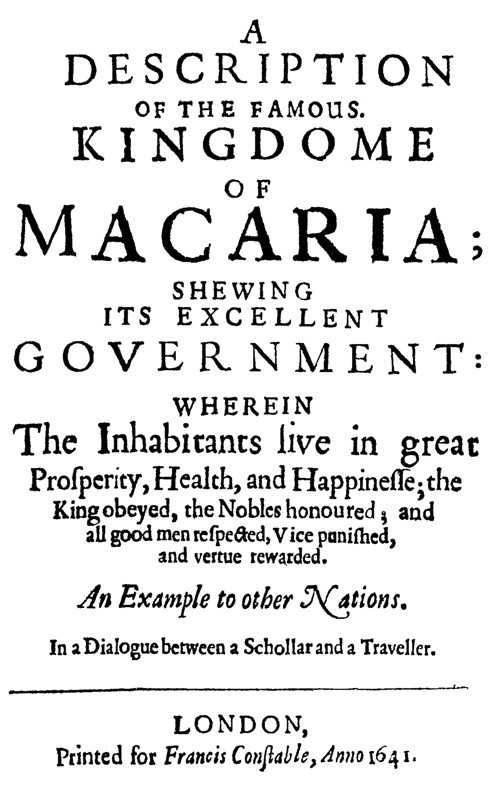 A
DESCRIPTION
OF THE FAMOUS.
KINGDOME
OF
MACARIA;
SHEWING
ITS EXCELLENT
GOVERNMENT:
WHEREIN
The Inhabitants live in great
Proſperity, Health, and Happineſſe; the
King obeyed, the Nobles honoured; and
all good men reſpected, Vice puniſhed,
and vertue rewarded.
An Example to other Nations.
In a Dialogue between a Schollar and a Traveller.
LONDON,
Printed for Francis Conſtable, Anno 1641.